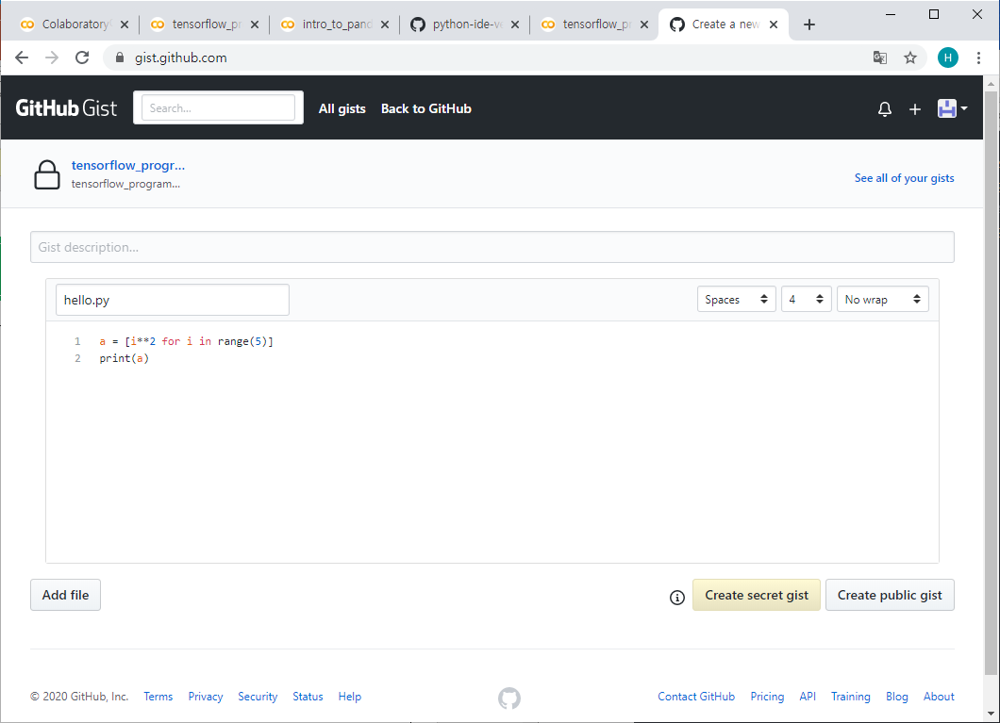 Colaboratory
tensorflow_pr
intro_to_pand
python-ide-v
tensorflow_pr
Create a new
gist.github.com
H
GitHub Gist
Search...
All gists
Back to GitHub
tensorflow_progr...
tensorflow_program...
See all of your gists
Gist description...
hello.py
Spaces
4
No wrap
1 a = [i**2 for i in range(5)]
2 print(a)
Add file
Create secret gist
Create public gist
© 2020 GitHub, Inc.
Terms
Privacy
Security
Status
Help
Contact GitHub
Pricing
API
Training
Blog
About